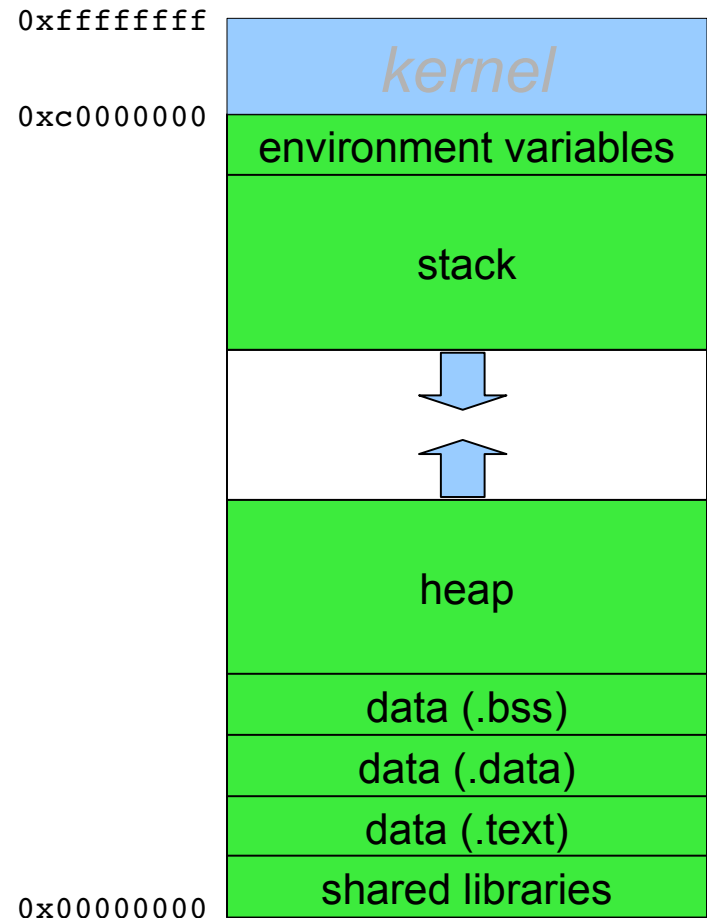 0xffffffff
kernel
0xc0000000
environment variables
stack
heap
data (.bss)
data (.data)
data (.text)
shared libraries
0x00000000